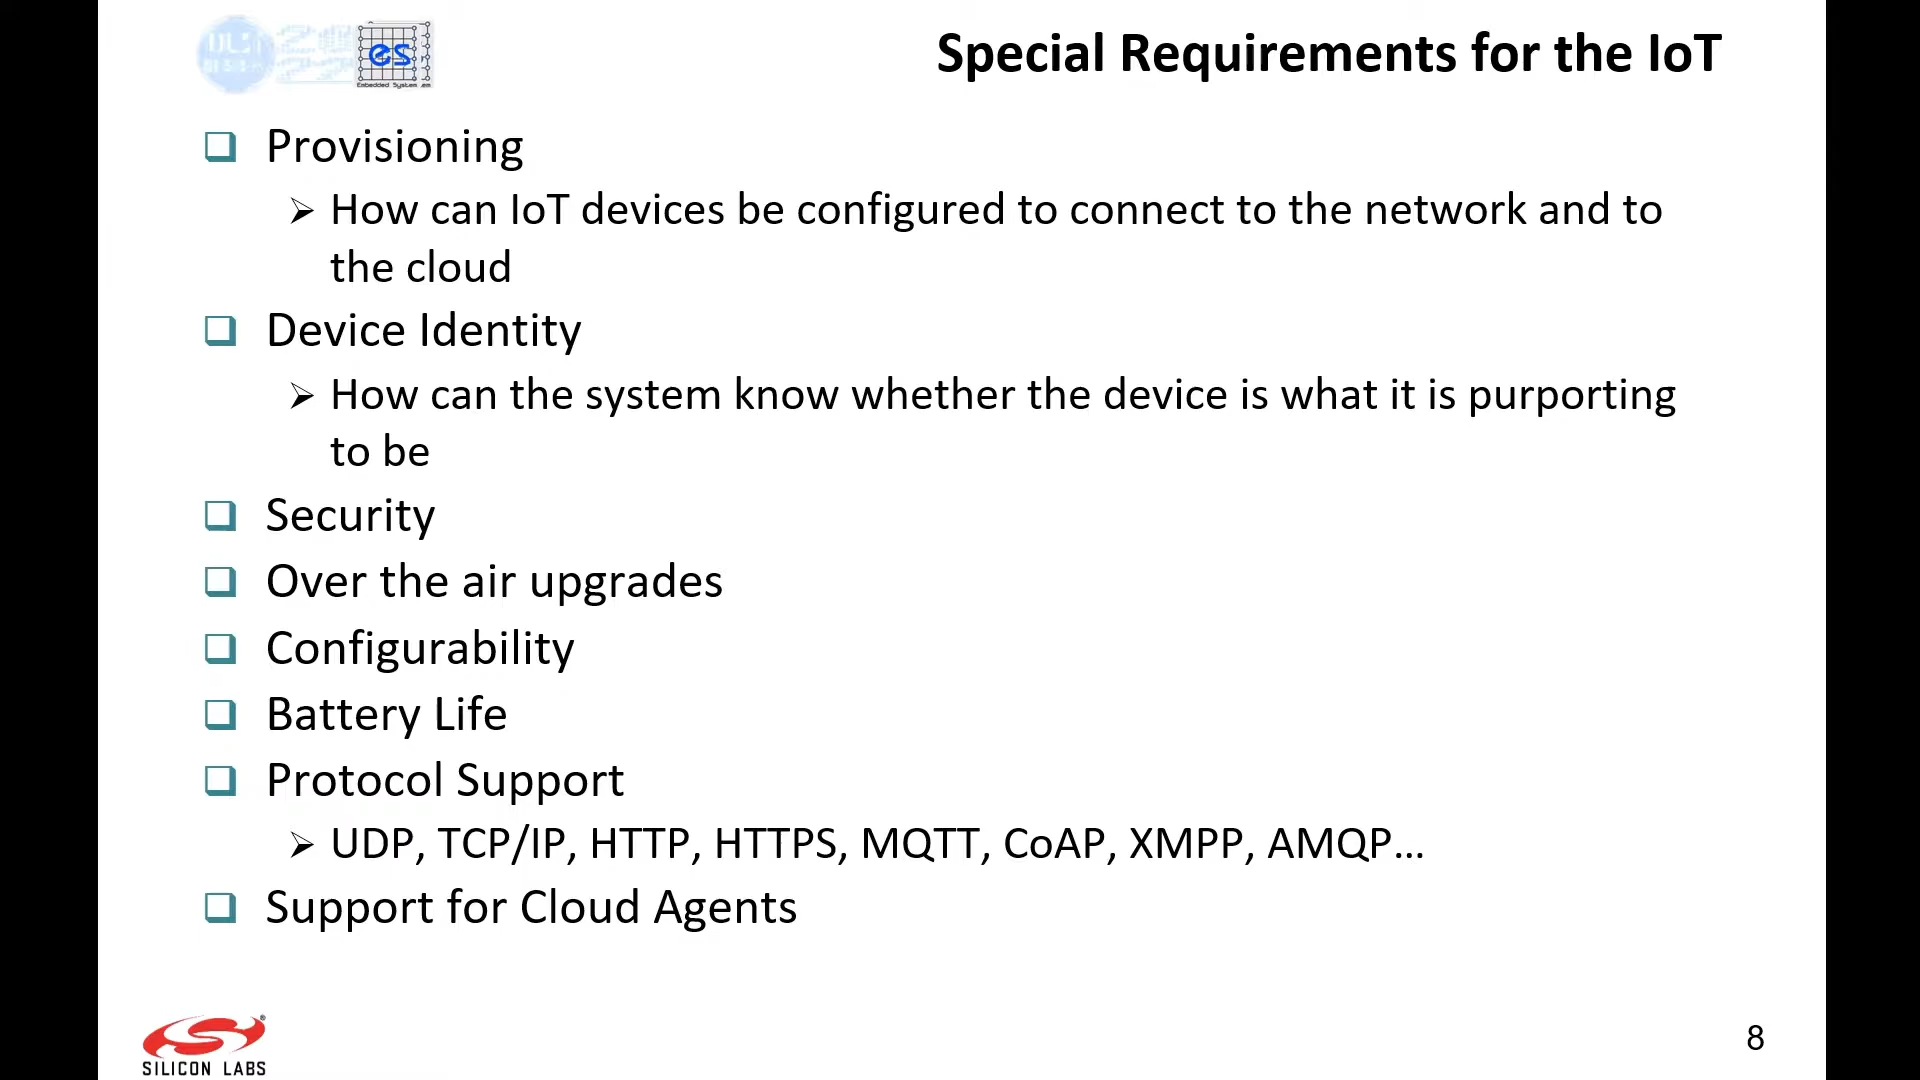 es
Embedded System
Special Requirements for the IoT
Provisioning
How can IoT devices be configured to connect to the network and to
the cloud
Device Identity
How can the system know whether the device is what it is purporting
to be
Security
Over the air upgrades
Configurability
Battery Life
Protocol Support
UDP, TCP/IP, HTTP, HTTPS, MQTT, CoAP, XMPP, AMQP...
Support for Cloud Agents
SILICON LABS
8